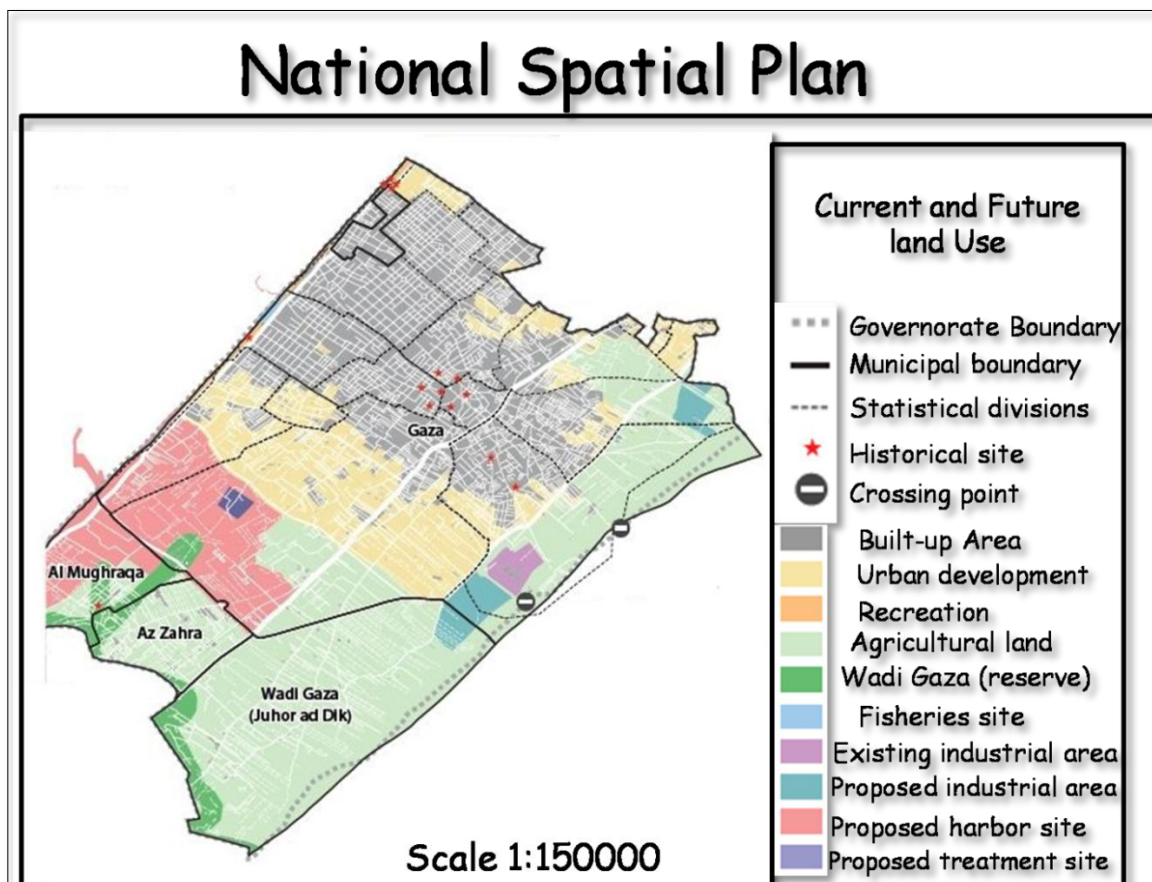 National Spatial Plan
Gaza
Al Mughraqa
Az Zahra
Wadi Gaza
(Juhor ad Dik)
Scale 1:150000
Current and Future
land Use
Governorate Boundary
Municipal boundary
Statistical divisions
Historical site
Crossing point
Built-up Area
Urban development
Recreation
Agricultural land
Wadi Gaza (reserve)
Fisheries site
Existing industrial area
Proposed industrial area
Proposed harbor site
Proposed treatment site